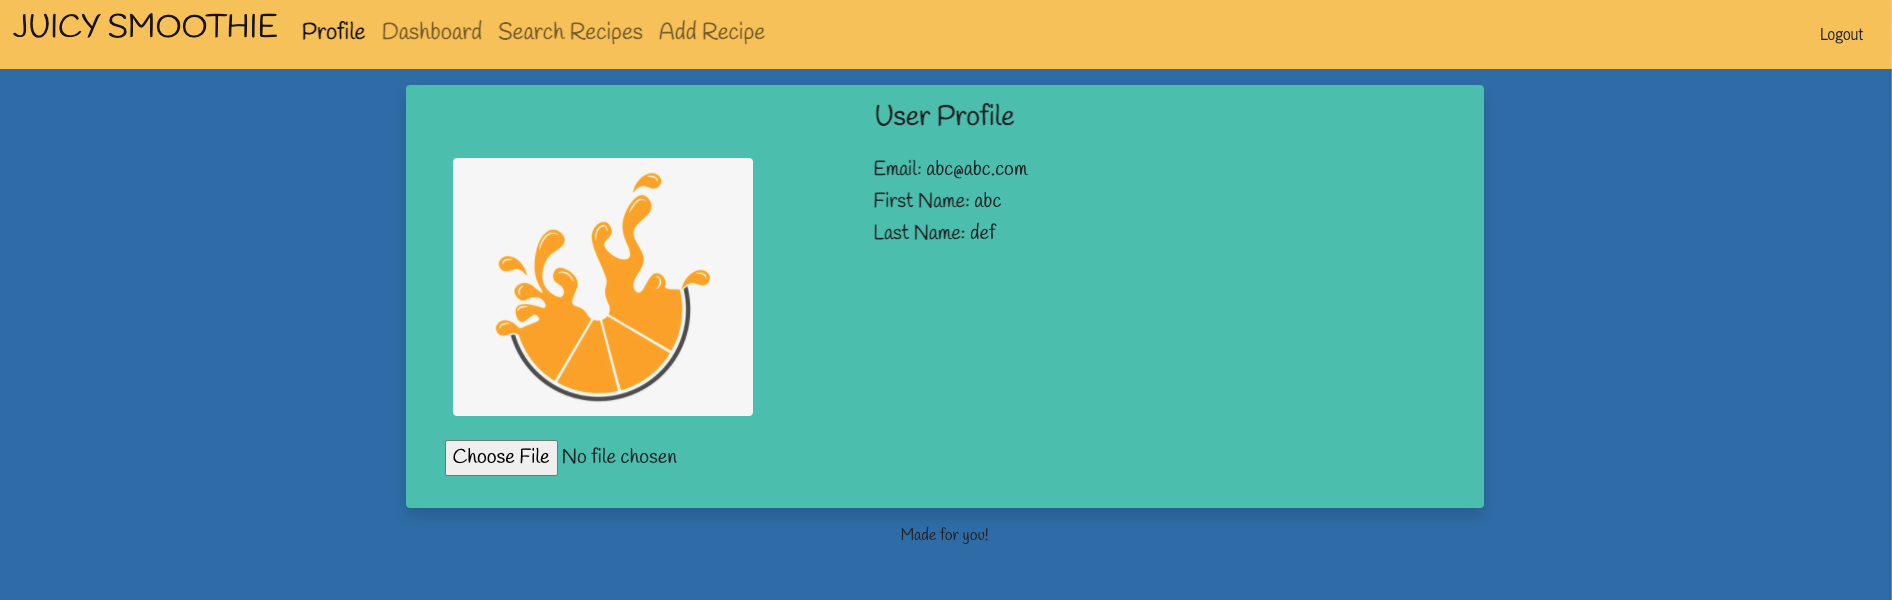 JUICY SMOOTHIE Profile Dashboard Search Recipes Add Recipe Logout
User Profile
Email: abc@abc.com
First Name: abc
Last Name: def
Choose File No file chosen
Made for you!